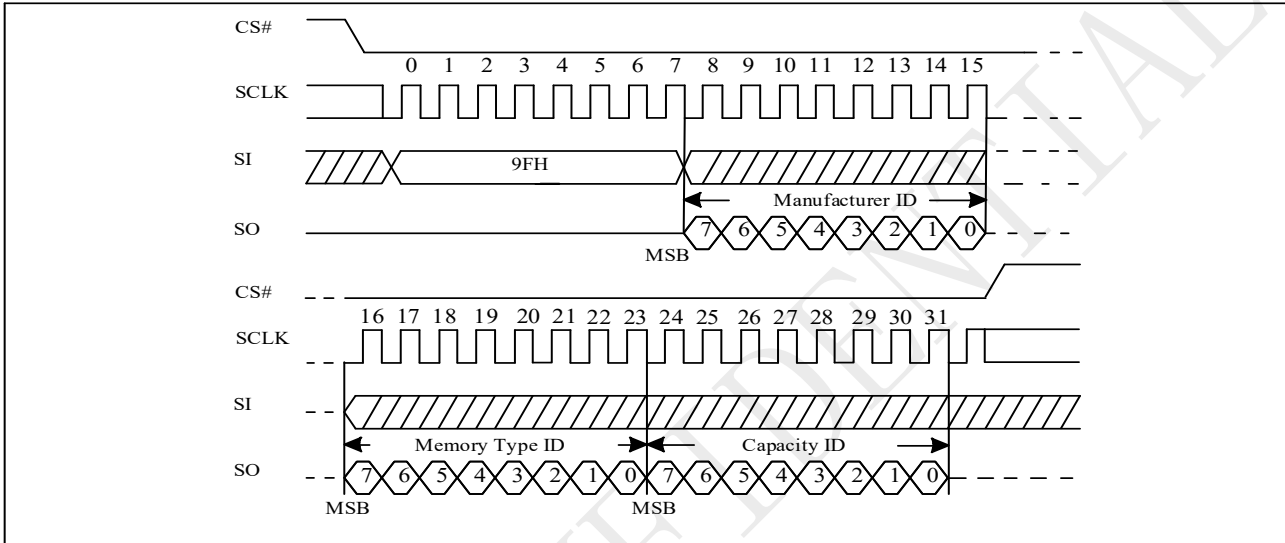 CS#
0 1 2 3 4 5 6 7 8 9 10 11 12 13 14 15
SCLK
SI 9FH
Manufacturer ID
SO 7 6 5 4 3 2 1 0
MSB
CS#
16 17 18 19 20 21 22 23 24 25 26 27 28 29 30 31
SCLK
SI
Memory Type ID Capacity ID
SO 7 6 5 4 3 2 1 0 7 6 5 4 3 2 1 0
MSB MSB